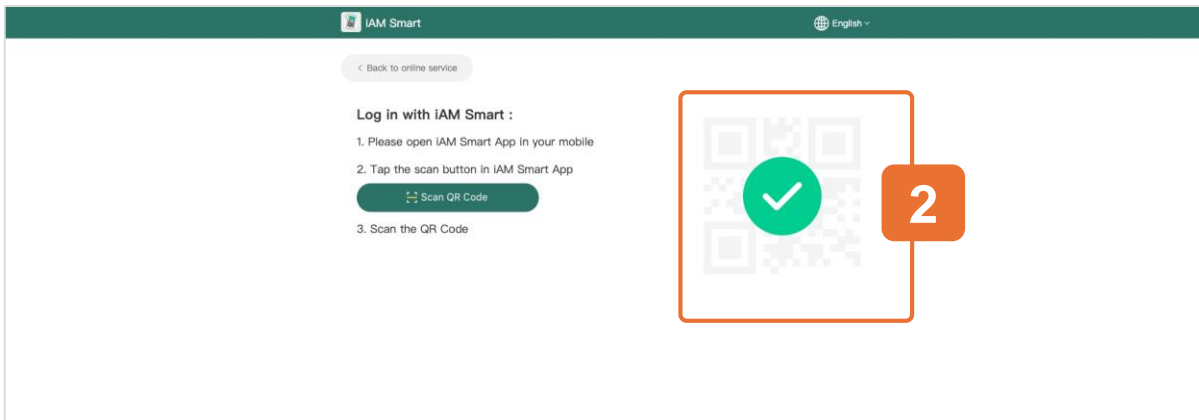 iAM Smart
English
< Back to online service
Log in with iAM Smart :
1. Please open iAM Smart App in your mobile
2. Tap the scan button in iAM Smart App
Scan QR Code
3. Scan the QR Code
2